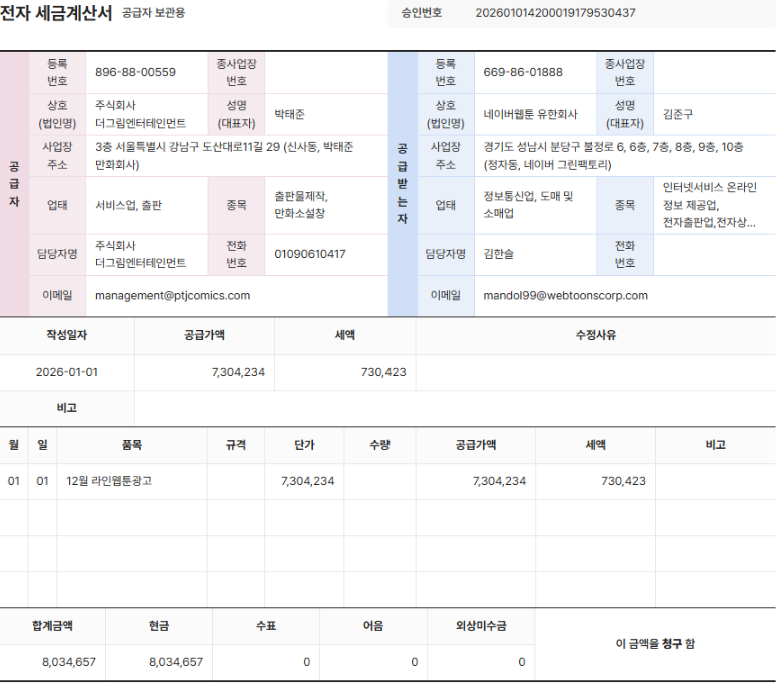 전자 세금계산서 공급자 보관용
승인번호 20260101420001917953​0437
등록번호 896-88-00559 종사업장번호
등록번호 669-86-01888 종사업장번호
공급자
상호(법인명) 주식회사 더그림엔터테인먼트 성명(대표자) 박태준
공급받는자
상호(법인명) 네이버웹툰 유한회사 성명(대표자) 김준구
사업장주소 3층 서울특별시 강남구 도산대로11길 29 (신사동, 박태준만화회사)
사업장주소 경기도 성남시 분당구 불정로 6, 6층, 7층, 8층, 9층, 10층 (정자동, 네이버 그린팩토리)
업태 서비스업, 출판 종목 출판물제작, 만화소설창
업태 정보통신업, 도매 및 소매업 종목 인터넷서비스 온라인 정보 제공업, 전자출판업,전자상...
담당자명 주식회사 더그림엔터테인먼트 전화번호 01090610417
담당자명 김한슬 전화번호
이메일 management@ptjcomics.com
이메일 mandol99@webtoonscorp.com
작성일자 공급가액 세액 수정사유
2026-01-01 7,304,234 730,423
비고
월 일 품목 규격 단가 수량 공급가액 세액 비고
01 01 12월 라인웹툰광고 7,304,234 7,304,234 730,423
합계금액 현금 수표 어음 외상미수금
8,034,657 8,034,657 0 0 0
이 금액을 청구 함